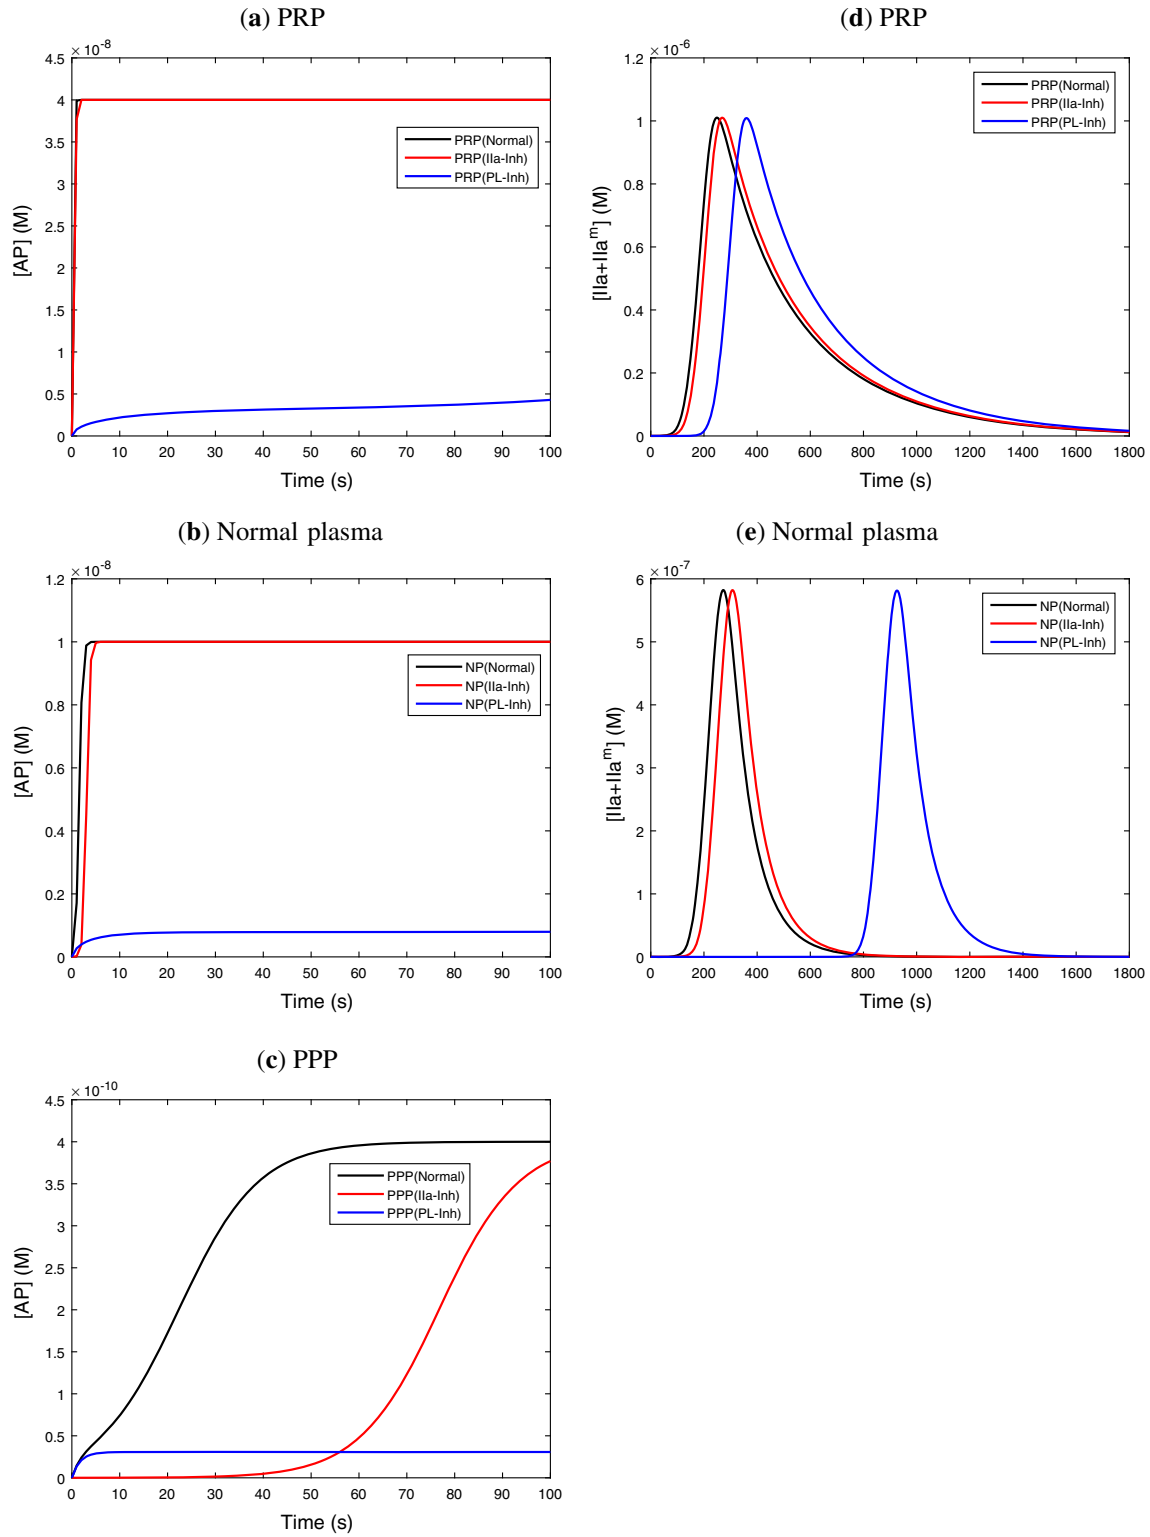 (a) PRP
× 10^-8
4.5
4
3.5
3
2.5
2
1.5
1
0.5
0
[AP] (M)
PRP(Normal)
PRP(IIa-Inh)
PRP(PL-Inh)
0 10 20 30 40 50 60 70 80 90 100
Time (s)
(d) PRP
× 10^-6
1.2
1
0.8
0.6
0.4
0.2
0
[IIa+IIa^m] (M)
PRP(Normal)
PRP(IIa-Inh)
PRP(PL-Inh)
0 200 400 600 800 1000 1200 1400 1600 1800
Time (s)
(b) Normal plasma
× 10^-8
1.2
1
0.8
0.6
0.4
0.2
0
[AP] (M)
NP(Normal)
NP(IIa-Inh)
NP(PL-Inh)
0 10 20 30 40 50 60 70 80 90 100
Time (s)
(e) Normal plasma
× 10^-7
6
5
4
3
2
1
0
[IIa+IIa^m] (M)
NP(Normal)
NP(IIa-Inh)
NP(PL-Inh)
0 200 400 600 800 1000 1200 1400 1600 1800
Time (s)
(c) PPP
× 10^-10
4.5
4
3.5
3
2.5
2
1.5
1
0.5
0
[AP] (M)
PPP(Normal)
PPP(IIa-Inh)
PPP(PL-Inh)
0 10 20 30 40 50 60 70 80 90 100
Time (s)